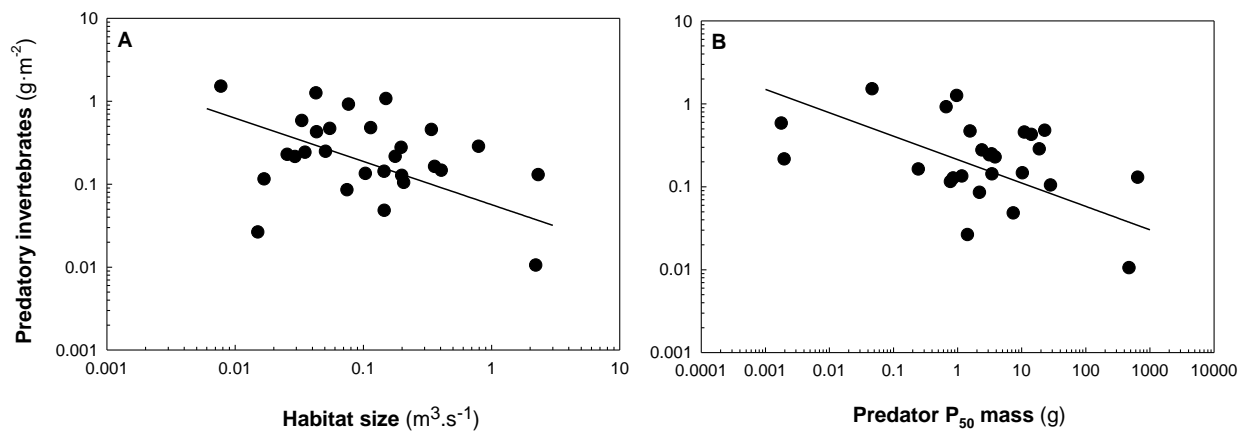 Predatory invertebrates (g·m⁻²)
A
10
1
0.1
0.01
0.001
0.001 0.01 0.1 1 10
Habitat size (m³.s⁻¹)
B
10
1
0.1
0.01
0.001
0.0001 0.001 0.01 0.1 1 10 100 1000 10000
Predator P₅₀ mass (g)